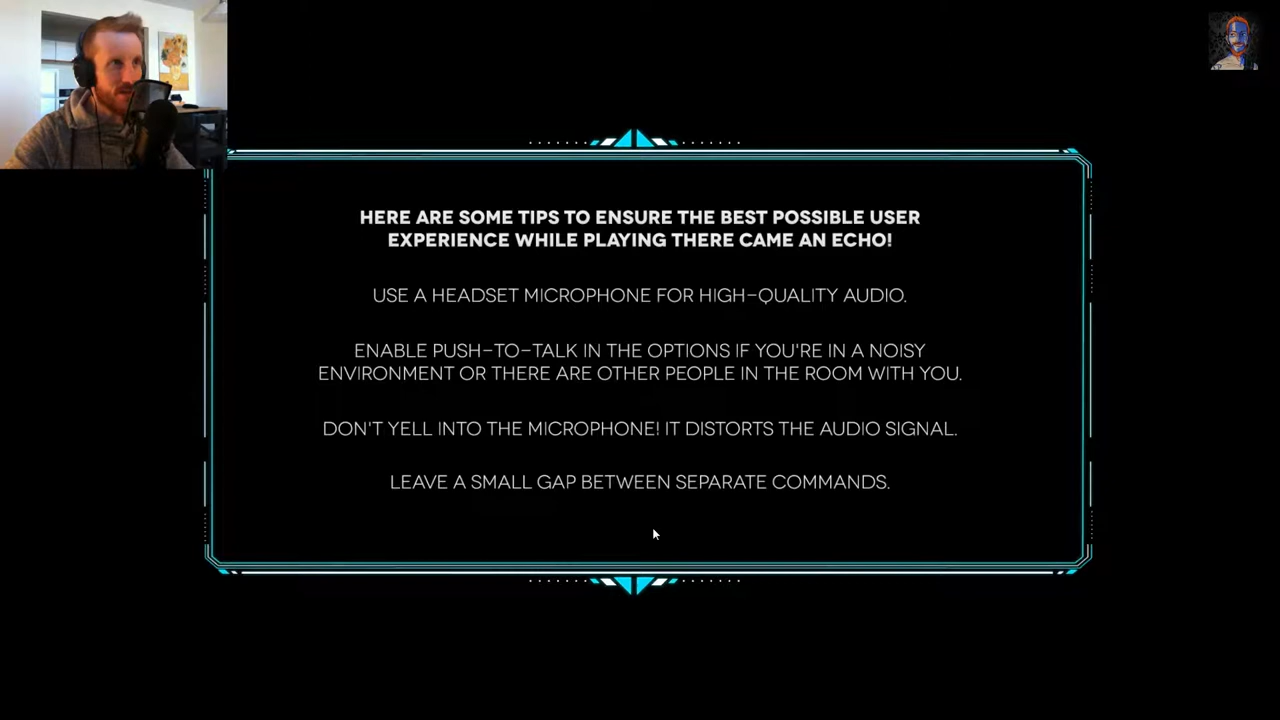 HERE ARE SOME TIPS TO ENSURE THE BEST POSSIBLE USER
EXPERIENCE WHILE PLAYING THERE CAME AN ECHO!
USE A HEADSET MICROPHONE FOR HIGH-QUALITY AUDIO.
ENABLE PUSH-TO-TALK IN THE OPTIONS IF YOU'RE IN A NOISY
ENVIRONMENT OR THERE ARE OTHER PEOPLE IN THE ROOM WITH YOU.
DON'T YELL INTO THE MICROPHONE! IT DISTORTS THE AUDIO SIGNAL.
LEAVE A SMALL GAP BETWEEN SEPARATE COMMANDS.